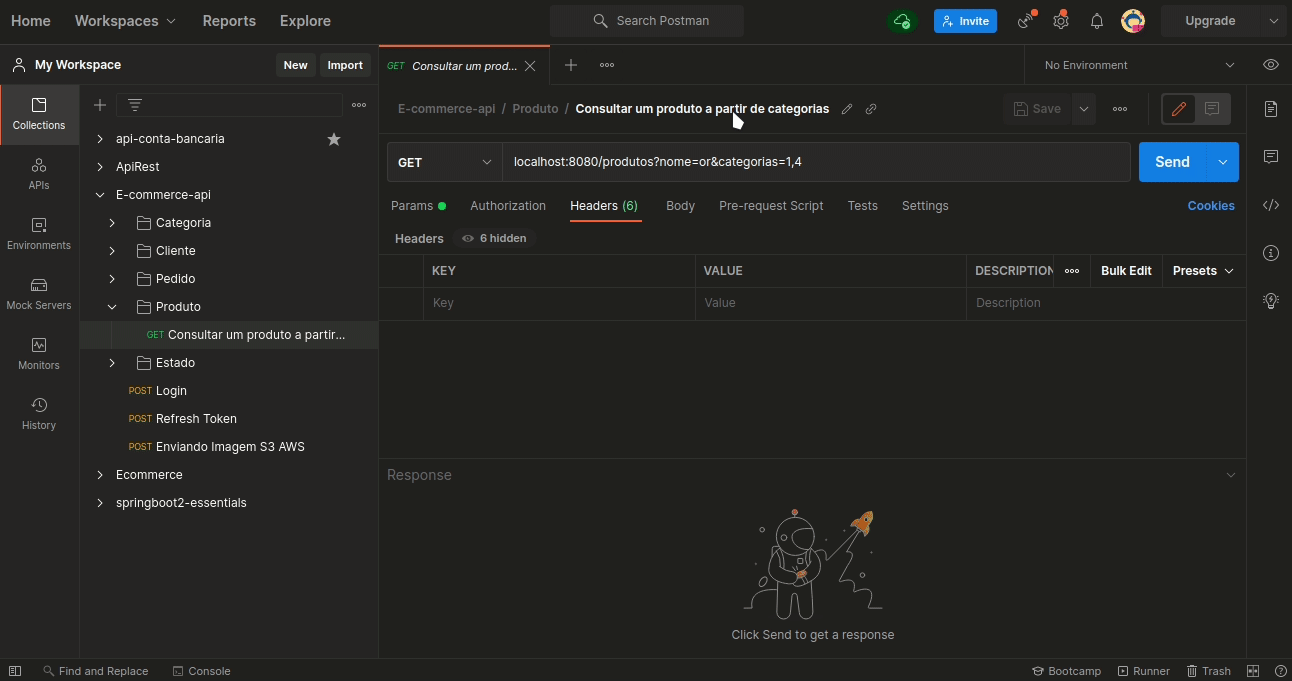 Home Workspaces Reports Explore Search Postman Invite Upgrade
My Workspace New Import
GET Consultar um prod... No Environment
Collections
APIs
Environments
Mock Servers
Monitors
History
api-conta-bancaria
ApiRest
E-commerce-api
Categoria
Cliente
Pedido
Produto
GET Consultar um produto a partir...
Estado
POST Login
POST Refresh Token
POST Enviando Imagem S3 AWS
Ecommerce
springboot2-essentials
E-commerce-api / Produto / Consultar um produto a partir de categorias Save
GET localhost:8080/produtos?nome=or&categorias=1,4 Send
Params Authorization Headers (6) Body Pre-request Script Tests Settings Cookies
Headers 6 hidden
KEY VALUE DESCRIPTION Bulk Edit Presets
Key Value Description
Response
Click Send to get a response
Find and Replace Console Bootcamp Runner Trash